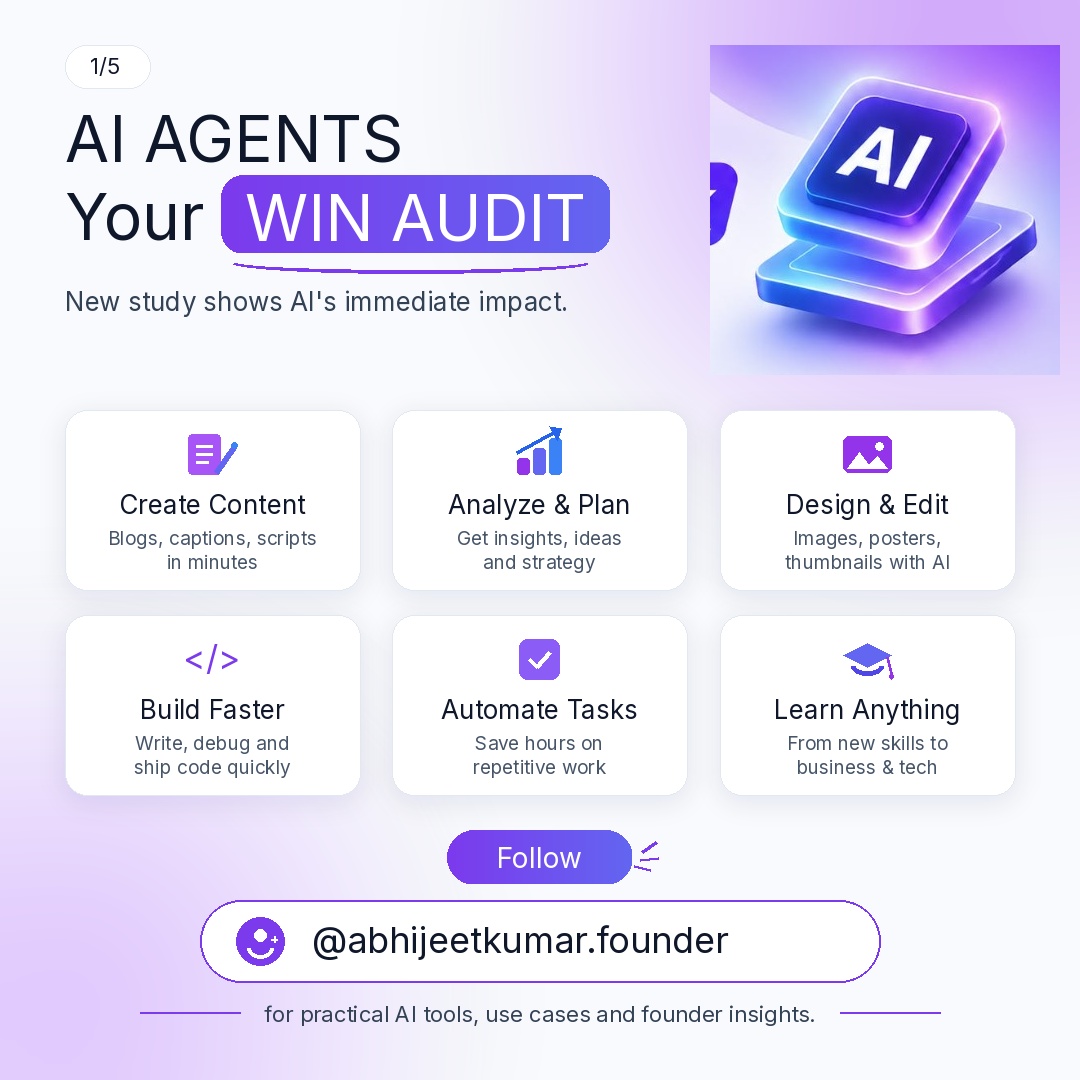 1/5
AI AGENTS
Your WIN AUDIT
New study shows AI's immediate impact.
AI
Create Content
Blogs, captions, scripts
in minutes
Analyze & Plan
Get insights, ideas
and strategy
Design & Edit
Images, posters,
thumbnails with AI
</>
Build Faster
Write, debug and
ship code quickly
Automate Tasks
Save hours on
repetitive work
Learn Anything
From new skills to
business & tech
Follow
@abhijeetkumar.founder
for practical AI tools, use cases and founder insights.